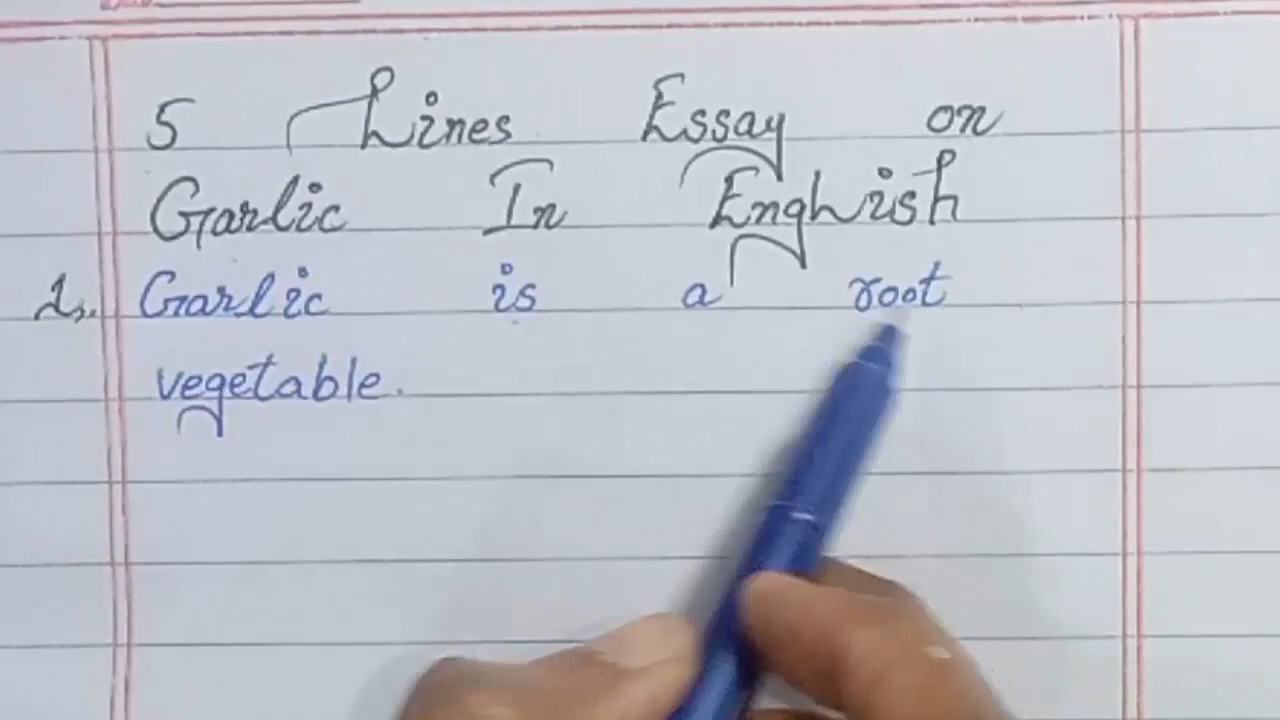 5 Lines Essay on
Garlic In English
1. Garlic is a root
vegetable.